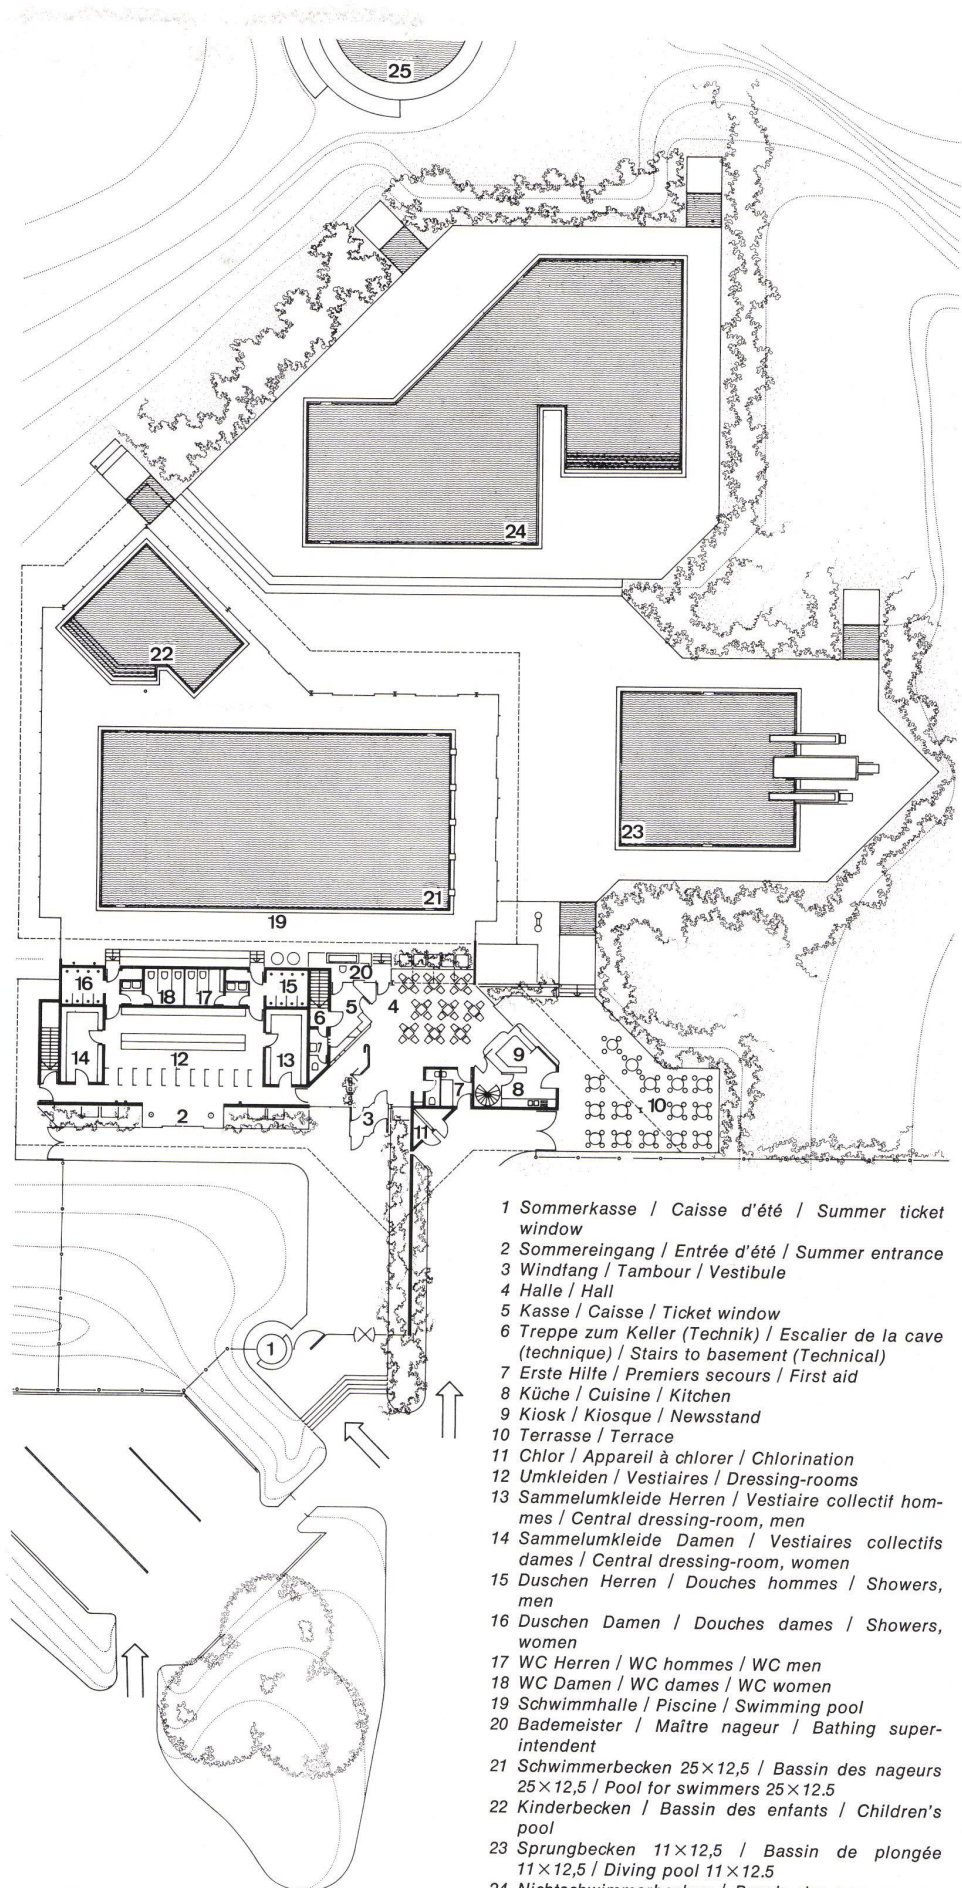 25
24
22
23
21
19
16
18
17
15
20
6
5
4
14
12
13
7
9
8
10
2
3
11
1
1 Sommerkasse / Caisse d'été / Summer ticket
window
2 Sommereingang / Entrée d'été / Summer entrance
3 Windfang / Tambour / Vestibule
4 Halle / Hall
5 Kasse / Caisse / Ticket window
6 Treppe zum Keller (Technik) / Escalier de la cave
(technique) / Stairs to basement (Technical)
7 Erste Hilfe / Premiers secours / First aid
8 Küche / Cuisine / Kitchen
9 Kiosk / Kiosque / Newsstand
10 Terrasse / Terrace
11 Chlor / Appareil à chlorer / Chlorination
12 Umkleiden / Vestiaires / Dressing-rooms
13 Sammelumkleide Herren / Vestiaire collectif hom-
mes / Central dressing-room, men
14 Sammelumkleide Damen / Vestiaires collectifs
dames / Central dressing-room, women
15 Duschen Herren / Douches hommes / Showers,
men
16 Duschen Damen / Douches dames / Showers,
women
17 WC Herren / WC hommes / WC men
18 WC Damen / WC dames / WC women
19 Schwimmhalle / Piscine / Swimming pool
20 Bademeister / Maître nageur / Bathing super-
intendent
21 Schwimmerbecken 25×12,5 / Bassin des nageurs
25×12,5 / Pool for swimmers 25×12.5
22 Kinderbecken / Bassin des enfants / Children's
pool
23 Sprungbecken 11×12,5 / Bassin de plongée
11×12,5 / Diving pool 11×12.5